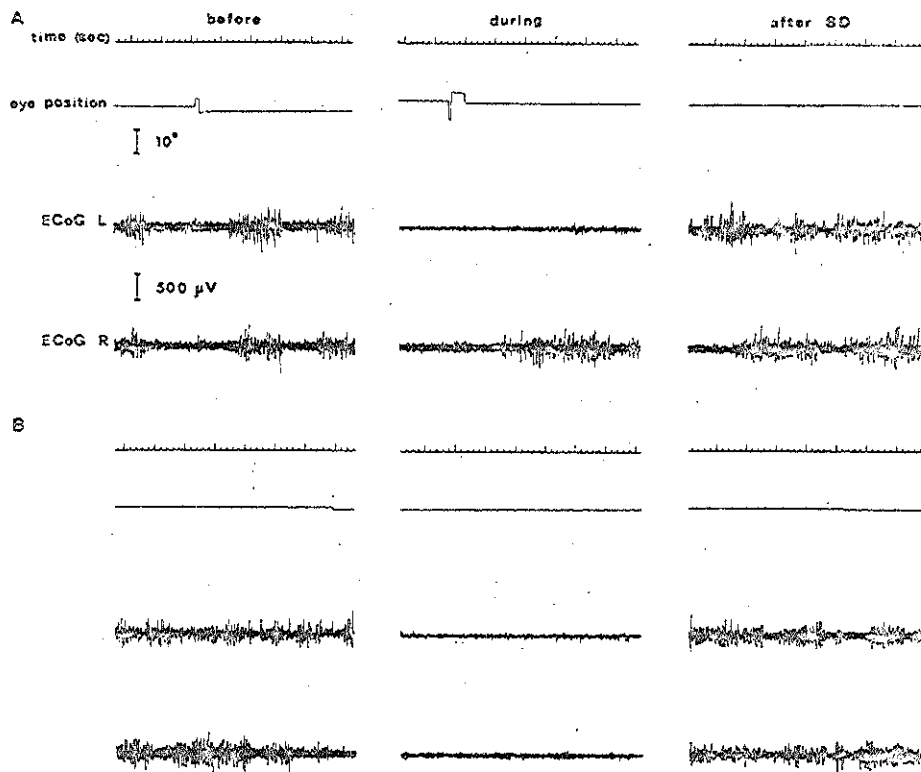 A
before
during
after SD
time (sec)
eye position
10°
ECoG L
500 µV
ECoG R
B